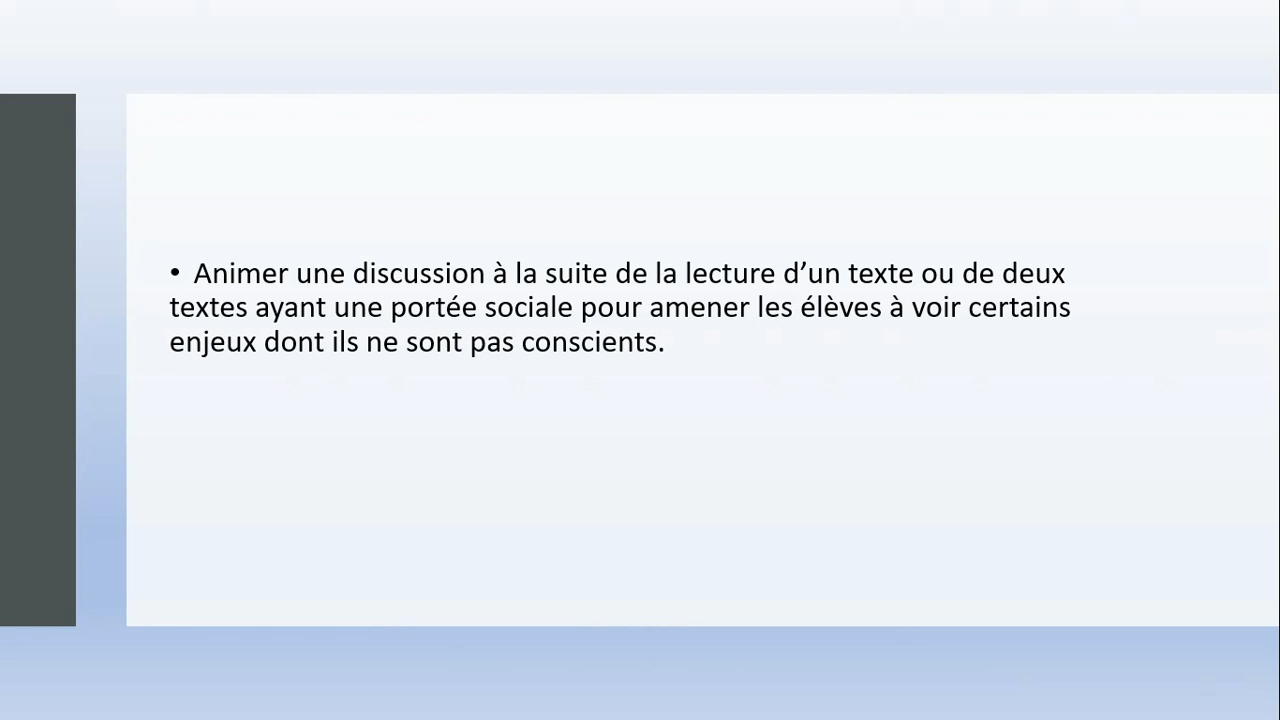 • Animer une discussion à la suite de la lecture d’un texte ou de deux
textes ayant une portée sociale pour amener les élèves à voir certains
enjeux dont ils ne sont pas conscients.